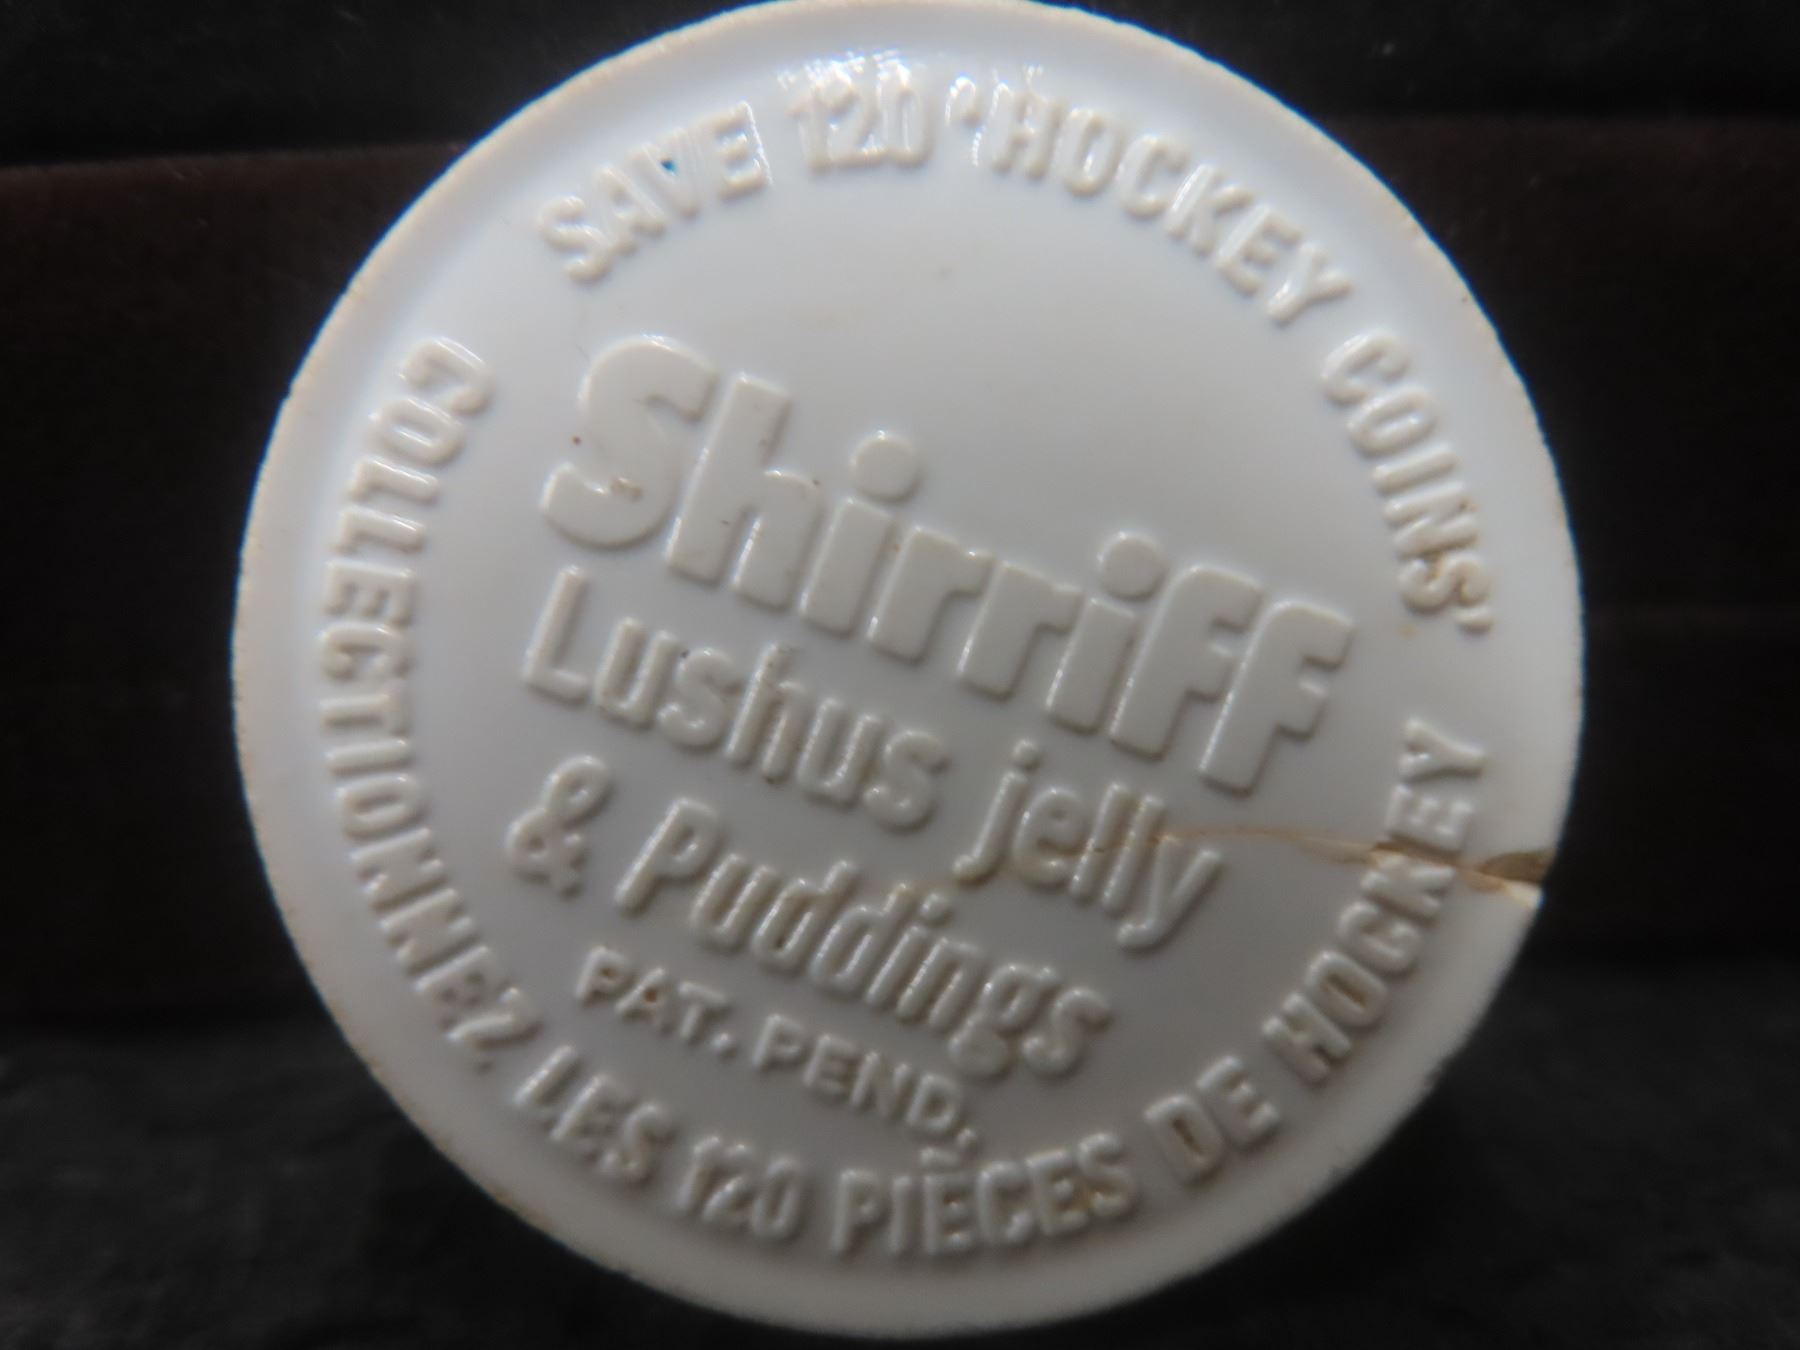 SAVE 120 'HOCKEY COINS'
Shirriff
Lushus jelly
& Puddings
PAT. PEND.
COLLECTIONNEZ LES 120 PIÈCES DE HOCKEY